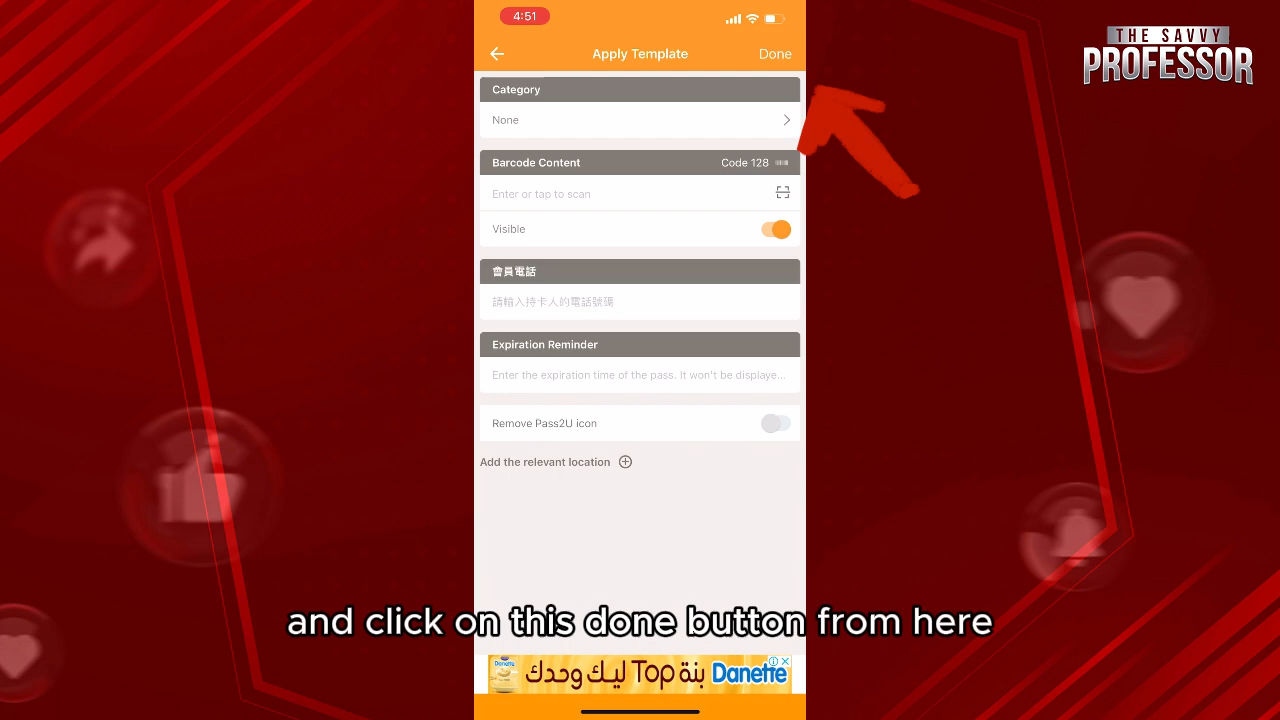 4:51
THE SAVVY
PROFESSOR
Apply Template
Done
Category
None
Barcode Content
Code 128
Enter or tap to scan
Visible
會員電話
請輸入持卡人的電話號碼
Expiration Reminder
Enter the expiration time of the pass. It won't be displaye...
Remove Pass2U icon
Add the relevant location
and click on this done button from here
Danette بنة Top ليك وحدك
Danette